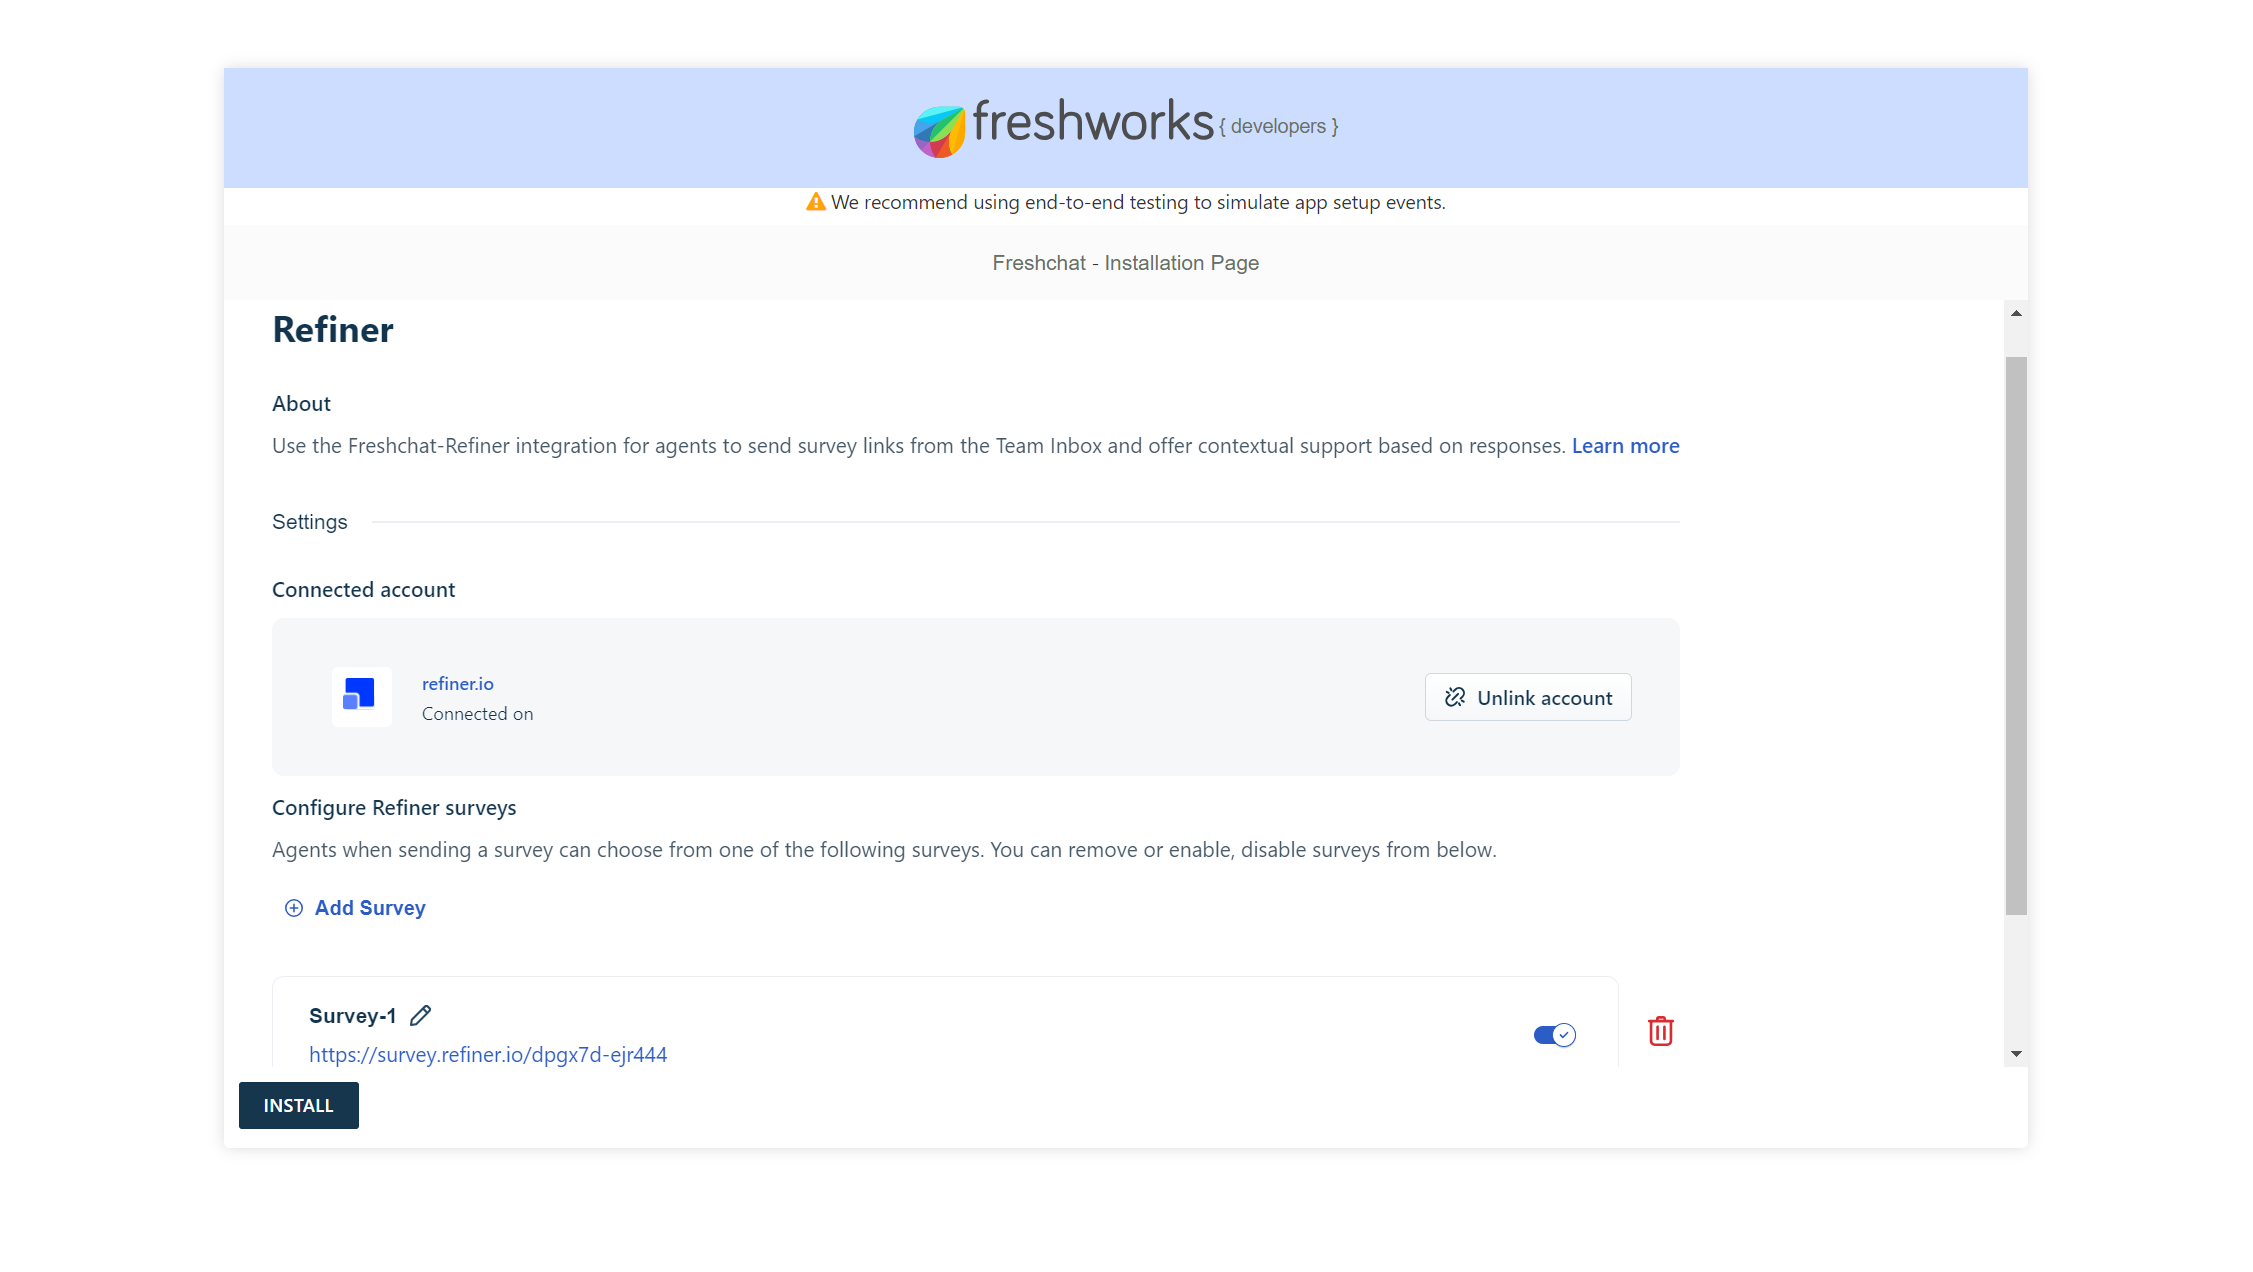 freshworks { developers }
We recommend using end-to-end testing to simulate app setup events.
Freshchat - Installation Page
Refiner
About
Use the Freshchat-Refiner integration for agents to send survey links from the Team Inbox and offer contextual support based on responses. Learn more
Settings
Connected account
refiner.io
Connected on
Unlink account
Configure Refiner surveys
Agents when sending a survey can choose from one of the following surveys. You can remove or enable, disable surveys from below.
Add Survey
Survey-1
https://survey.refiner.io/dpgx7d-ejr444
INSTALL